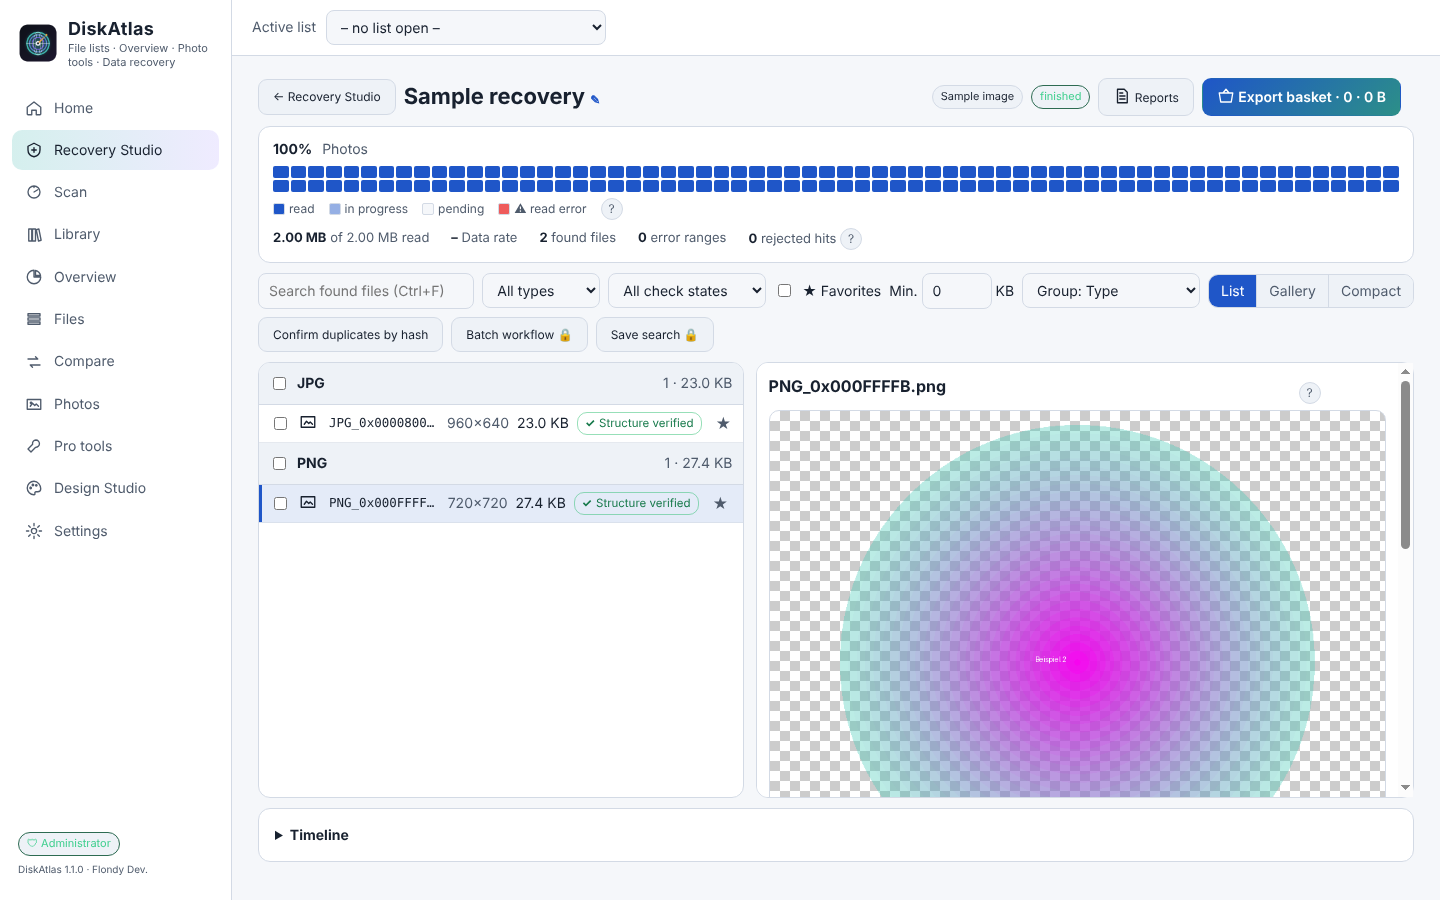 DiskAtlas
File lists · Overview · Photo
tools · Data recovery
Home
Recovery Studio
Scan
Library
Overview
Files
Compare
Photos
Pro tools
Design Studio
Settings
Administrator
DiskAtlas 1.1.0 · Flondy Dev.
Active list – no list open –
← Recovery Studio Sample recovery Sample image finished Reports Export basket · 0 · 0 B
100% Photos
read in progress pending read error ?
2.00 MB of 2.00 MB read – Data rate 2 found files 0 error ranges 0 rejected hits ?
Search found files (Ctrl+F) All types All check states ★ Favorites Min. 0 KB Group: Type List Gallery Compact
Confirm duplicates by hash Batch workflow Save search
JPG 1 · 23.0 KB
JPG_0x0000800… 960×640 23.0 KB ✓ Structure verified ★
PNG 1 · 27.4 KB
PNG_0x000FFFF… 720×720 27.4 KB ✓ Structure verified ★
PNG_0x000FFFFB.png ?
Beispiel 2
Timeline